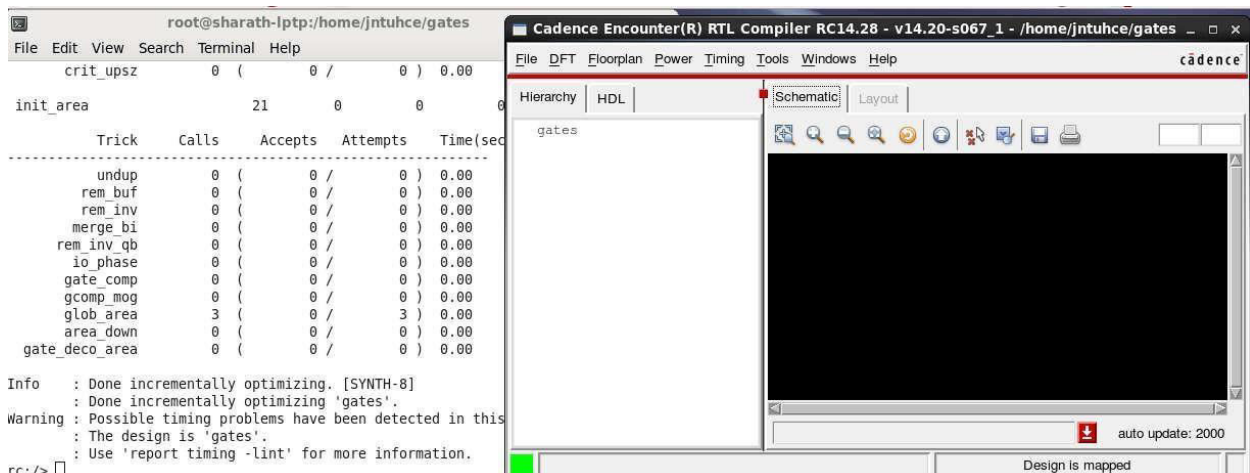 root@sharath-lptp:/home/jntuhce/gates
File Edit View Search Terminal Help
crit_upsz 0 ( 0 / 0 ) 0.00
init_area 21 0 0 0
Trick Calls Accepts Attempts Time(sec
--------------------------------------------------------
undup 0 ( 0 / 0 ) 0.00
rem_buf 0 ( 0 / 0 ) 0.00
rem_inv 0 ( 0 / 0 ) 0.00
merge_bi 0 ( 0 / 0 ) 0.00
rem_inv_qb 0 ( 0 / 0 ) 0.00
io_phase 0 ( 0 / 0 ) 0.00
gate_comp 0 ( 0 / 0 ) 0.00
gcomp_mog 0 ( 0 / 0 ) 0.00
glob_area 3 ( 0 / 3 ) 0.00
area_down 0 ( 0 / 0 ) 0.00
gate_deco_area 0 ( 0 / 0 ) 0.00
Info : Done incrementally optimizing. [SYNTH-8]
: Done incrementally optimizing 'gates'.
Warning : Possible timing problems have been detected in this
: The design is 'gates'.
: Use 'report timing -lint' for more information.
rc:/>
Cadence Encounter(R) RTL Compiler RC14.28 - v14.20-s067_1 - /home/jntuhce/gates
File DFT Floorplan Power Timing Tools Windows Help
cādence
Hierarchy HDL
Schematic Layout
gates
auto update: 2000
Design is mapped